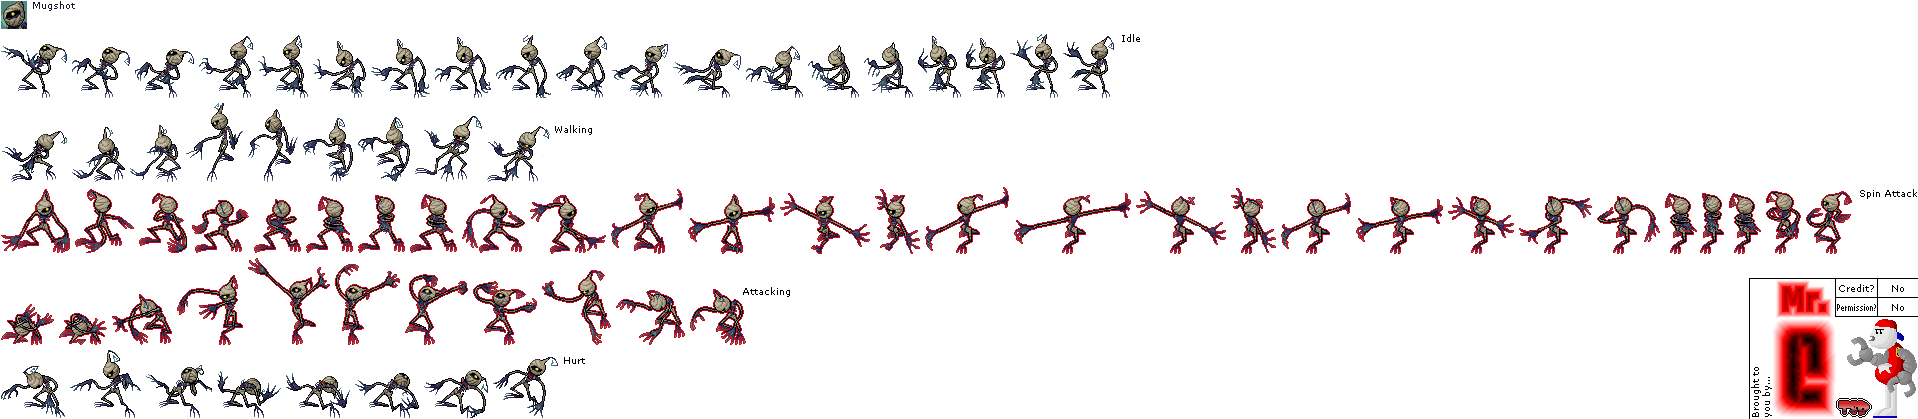 Mugshot
Idle
Walking
Spin Attack
Attacking
Hurt
Mr.
C
Credit? No
Permission? No
Brought to
you by...